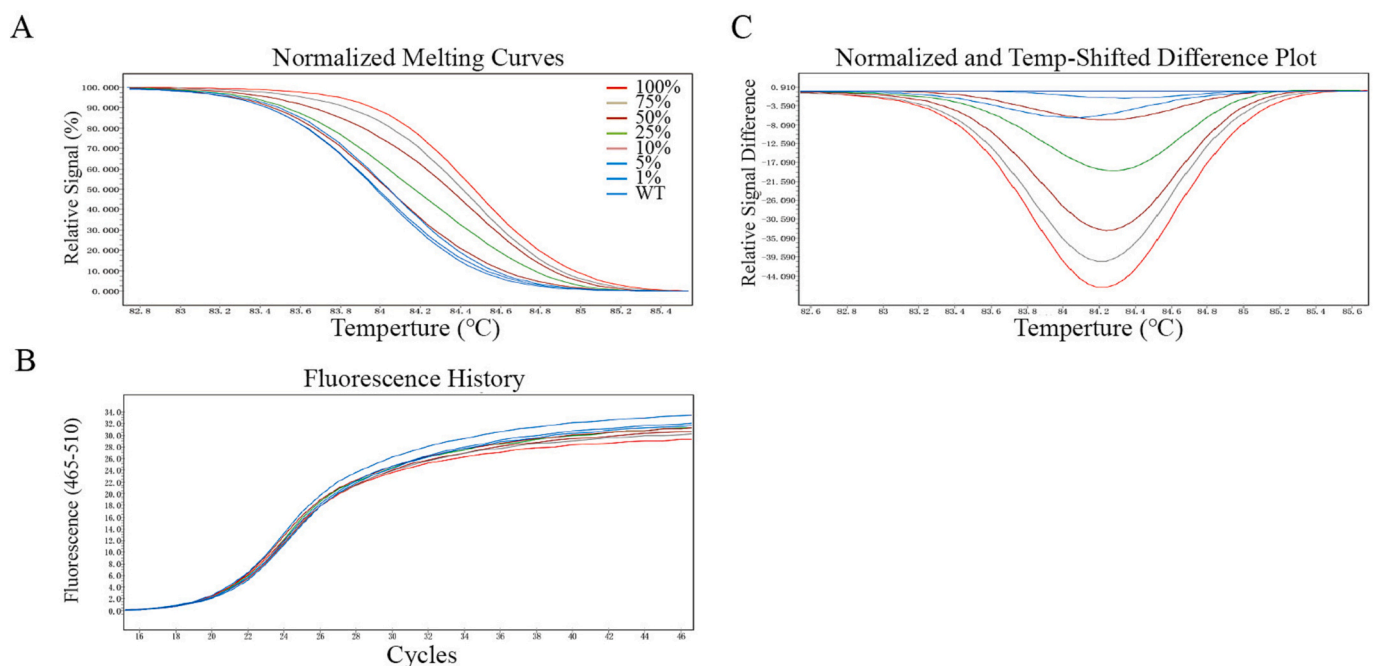 A
Normalized Melting Curves
Relative Signal (%)
100.000
90.000
80.000
70.000
60.000
50.000
40.000
30.000
20.000
10.000
0.000
100%
75%
50%
25%
10%
5%
1%
WT
82.8 83 83.2 83.4 83.6 83.8 84 84.2 84.4 84.6 84.8 85 85.2 85.4
Temperture (°C)
C
Normalized and Temp-Shifted Difference Plot
Relative Signal Difference
0.910
-3.590
-8.090
-12.590
-17.090
-21.590
-26.090
-30.590
-35.090
-39.590
-44.090
82.6 82.8 83 83.2 83.4 83.6 83.8 84 84.2 84.4 84.6 84.8 85 85.2 85.4 85.6
Temperture (°C)
B
Fluorescence History
Fluorescence (465-510)
34.0
32.0
30.0
28.0
26.0
24.0
22.0
20.0
18.0
16.0
14.0
12.0
10.0
8.0
6.0
4.0
2.0
0.0
16 18 20 22 24 26 28 30 32 34 36 38 40 42 44 46
Cycles